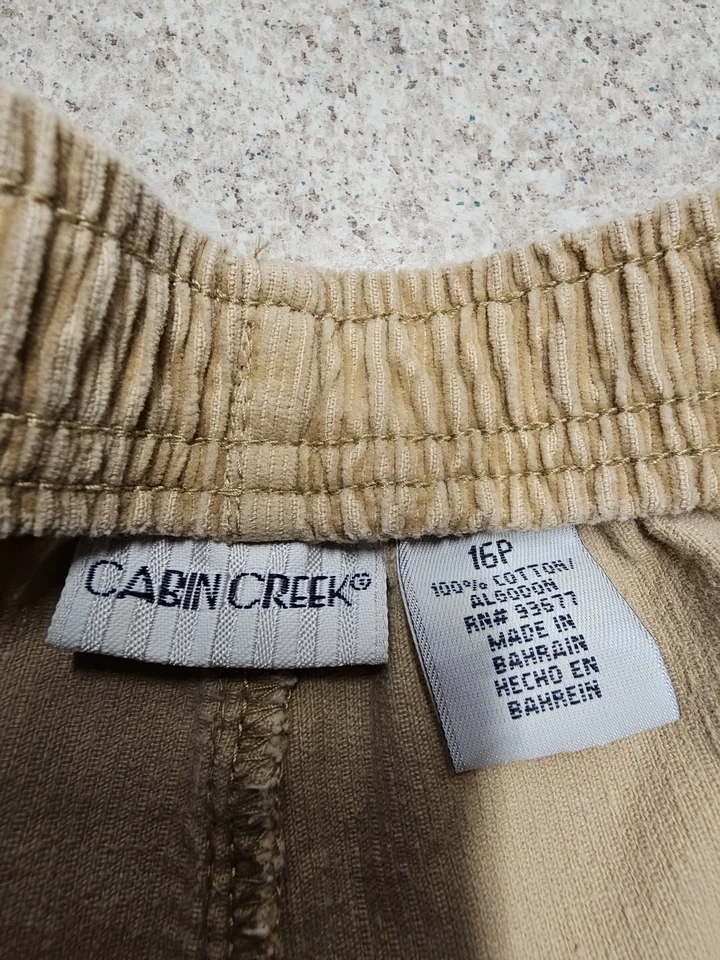 CABIN CREEK®
16P
100% COTTON/
ALGODON
RN# 93677
MADE IN
BAHRAIN
HECHO EN
BAHREIN